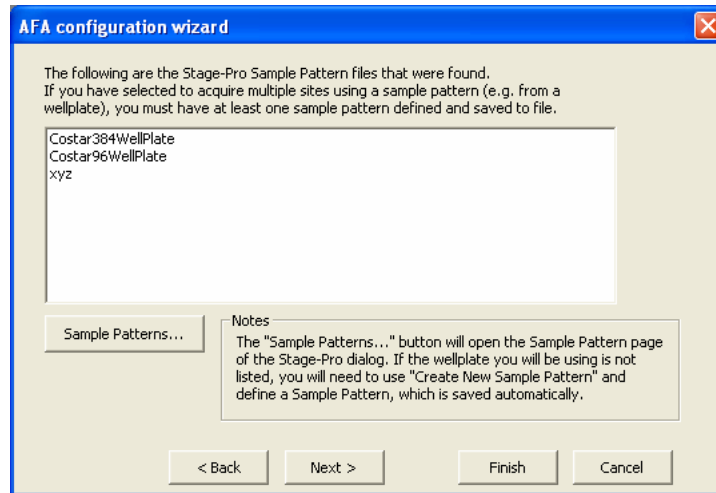 AFA configuration wizard
The following are the Stage-Pro Sample Pattern files that were found.
If you have selected to acquire multiple sites using a sample pattern (e.g. from a
wellplate), you must have at least one sample pattern defined and saved to file.
Costar384WellPlate
Costar96WellPlate
xyz
Sample Patterns...
Notes
The "Sample Patterns..." button will open the Sample Pattern page
of the Stage-Pro dialog. If the wellplate you will be using is not
listed, you will need to use "Create New Sample Pattern" and
define a Sample Pattern, which is saved automatically.
< Back Next > Finish Cancel